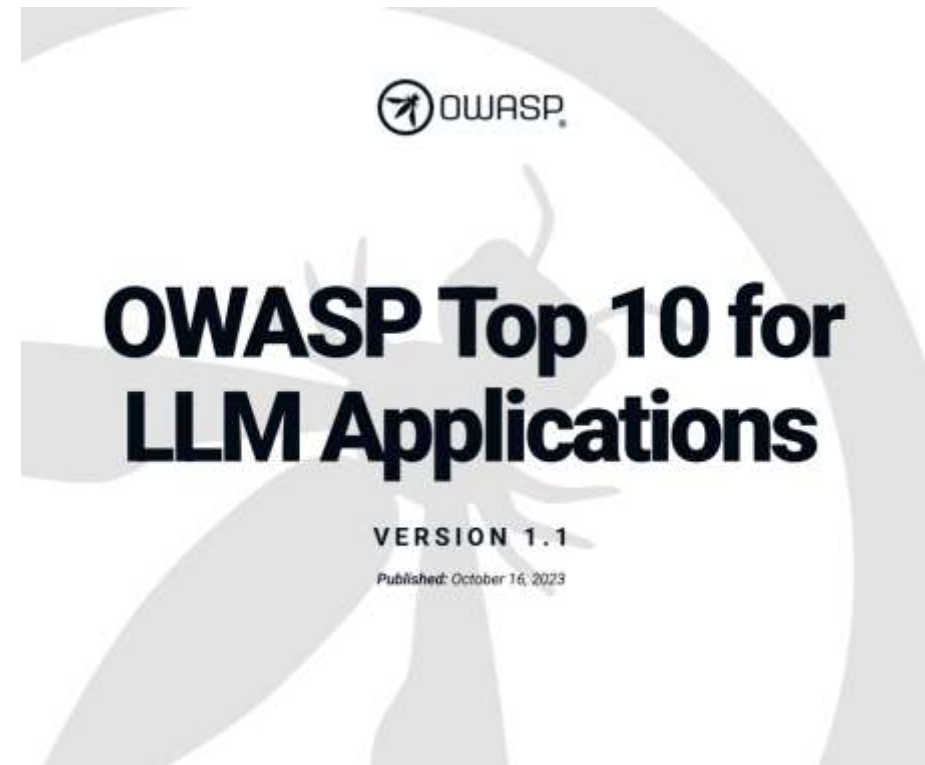 OWASP
OWASP Top 10 for
LLM Applications
VERSION 1.1
Published: October 16, 2023